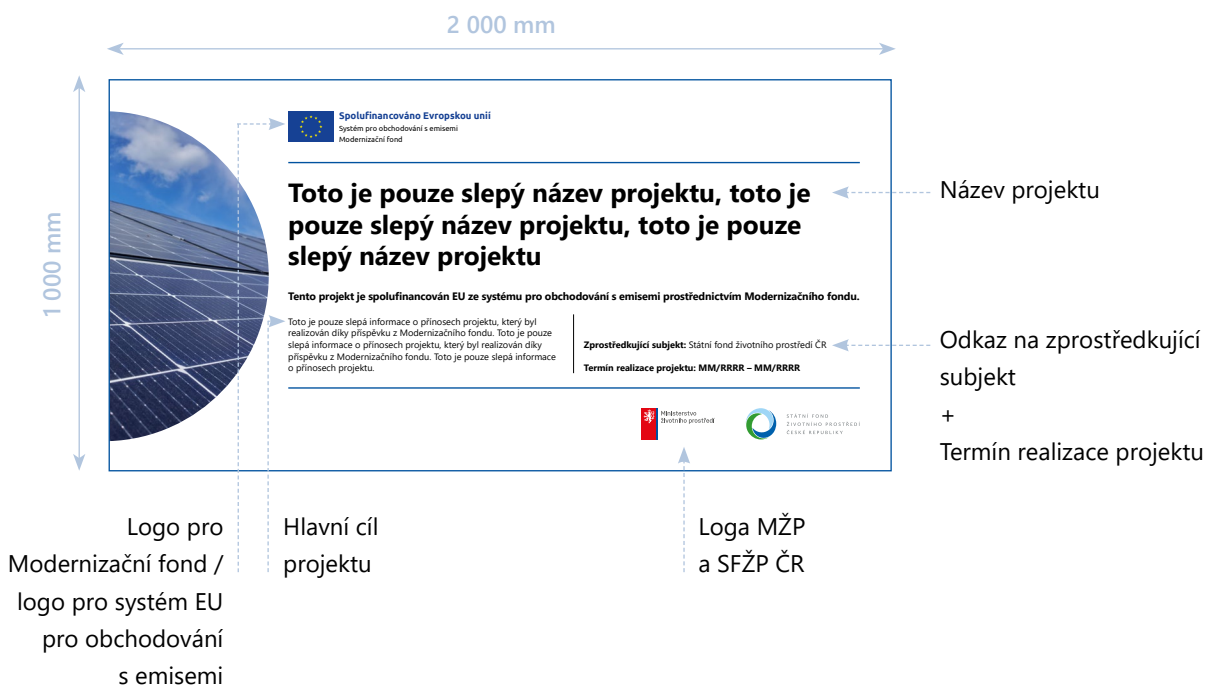 2 000 mm
1 000 mm
Spolufinancováno Evropskou unií
Systém pro obchodování s emisemi
Modernizační fond
Toto je pouze slepý název projektu, toto je
pouze slepý název projektu, toto je pouze
slepý název projektu
Tento projekt je spolufinancován EU ze systému pro obchodování s emisemi prostřednictvím Modernizačního fondu.
Toto je pouze slepá informace o přínosech projektu, který byl
realizován díky příspěvku z Modernizačního fondu. Toto je pouze
slepá informace o přínosech projektu, který byl realizován díky
příspěvku z Modernizačního fondu. Toto je pouze slepá informace
o přínosech projektu.
Zprostředkující subjekt: Státní fond životního prostředí ČR
Termín realizace projektu: MM/RRRR – MM/RRRR
Ministerstvo
životního prostředí
STÁTNÍ FOND
ŽIVOTNÍHO PROSTŘEDÍ
ČESKÉ REPUBLIKY
Název projektu
Odkaz na zprostředkující
subjekt
+
Termín realizace projektu
Logo pro
Modernizační fond /
logo pro systém EU
pro obchodování
s emisemi
Hlavní cíl
projektu
Loga MŽP
a SFŽP ČR